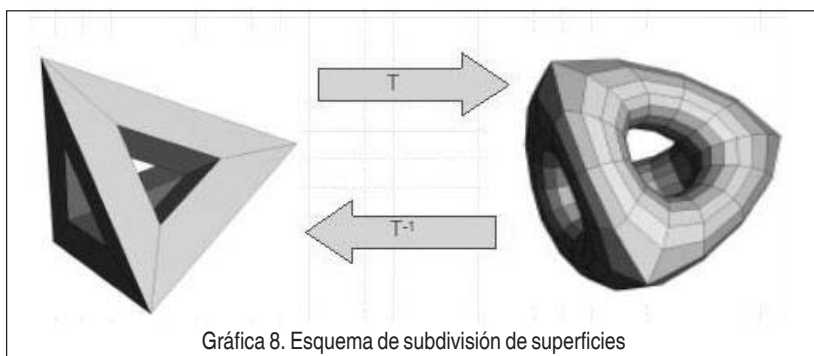 T
T-1
Gráfica 8. Esquema de subdivisión de superficies